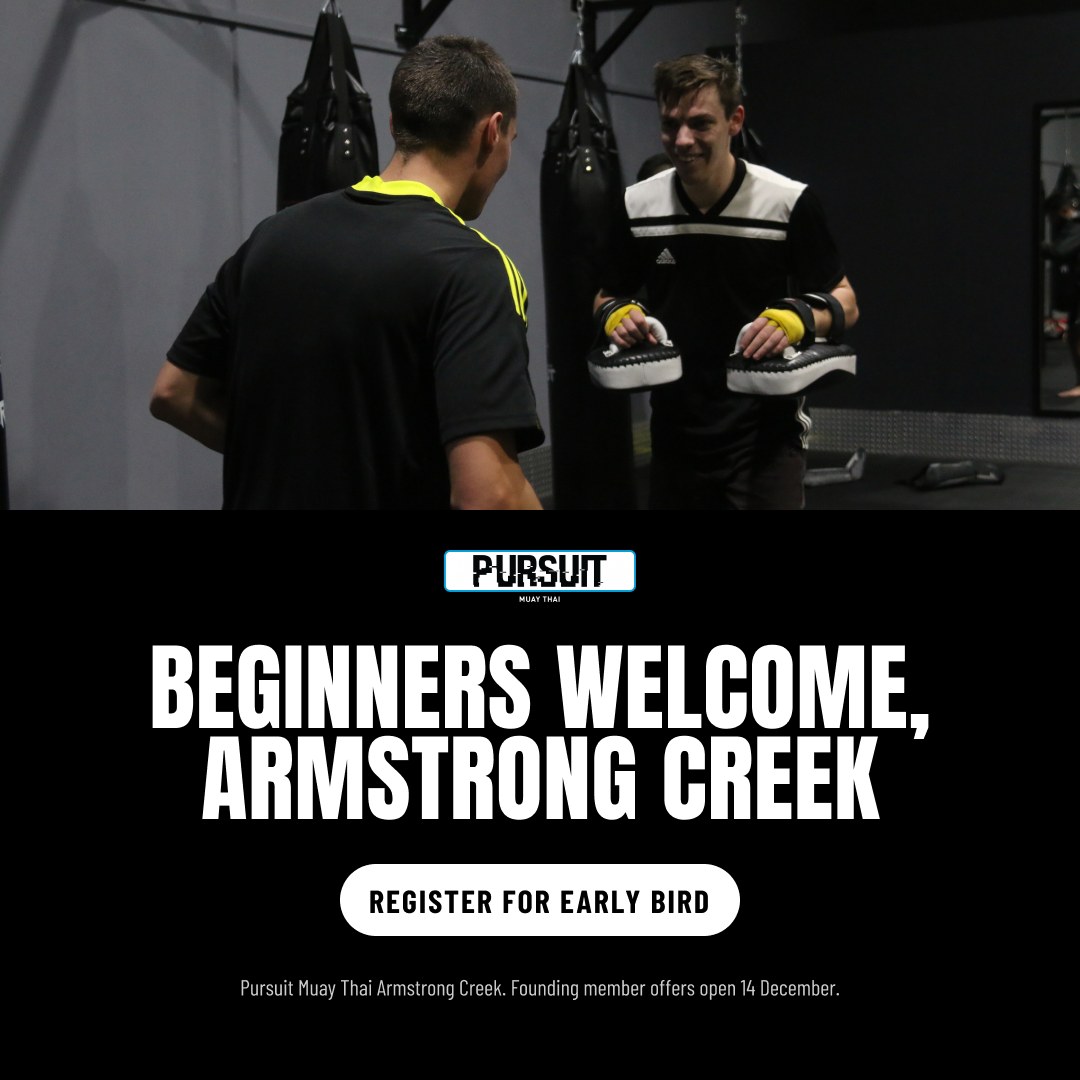 PURSUIT
MUAY THAI
BEGINNERS WELCOME,
ARMSTRONG CREEK
REGISTER FOR EARLY BIRD
Pursuit Muay Thai Armstrong Creek. Founding member offers open 14 December.